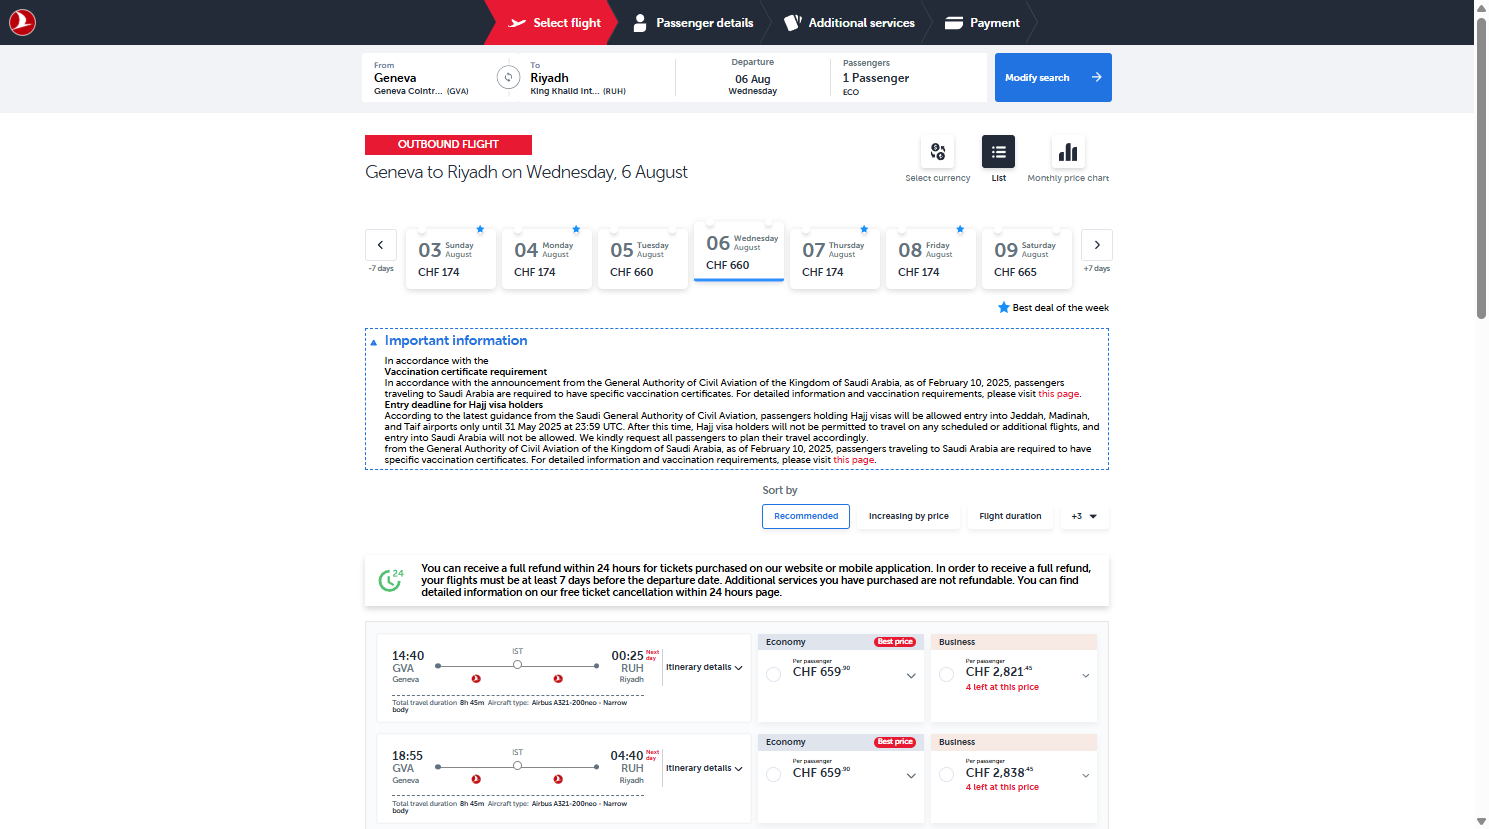 Select flight
Passenger details
Additional services
Payment
From
Geneva
Geneva Cointr... (GVA)
To
Riyadh
King Khalid Int... (RUH)
Departure
06 Aug
Wednesday
Passengers
1 Passenger
ECO
Modify search
OUTBOUND FLIGHT
Geneva to Riyadh on Wednesday, 6 August
Select currency
List
Monthly price chart
-7 days
03 Sunday August
CHF 174
04 Monday August
CHF 174
05 Tuesday August
CHF 660
06 Wednesday August
CHF 660
07 Thursday August
CHF 174
08 Friday August
CHF 174
09 Saturday August
CHF 665
+7 days
Best deal of the week
Important information
In accordance with the
Vaccination certificate requirement
In accordance with the announcement from the General Authority of Civil Aviation of the Kingdom of Saudi Arabia, as of February 10, 2025, passengers
traveling to Saudi Arabia are required to have specific vaccination certificates. For detailed information and vaccination requirements, please visit this page.
Entry deadline for Hajj visa holders
According to the latest guidance from the Saudi General Authority of Civil Aviation, passengers holding Hajj visas will be allowed entry into Jeddah, Madinah,
and Taif airports only until 31 May 2025 at 23:59 UTC. After this time, Hajj visa holders will not be permitted to travel on any scheduled or additional flights, and
entry into Saudi Arabia will not be allowed. We kindly request all passengers to plan their travel accordingly.
from the General Authority of Civil Aviation of the Kingdom of Saudi Arabia, as of February 10, 2025, passengers traveling to Saudi Arabia are required to have
specific vaccination certificates. For detailed information and vaccination requirements, please visit this page.
Sort by
Recommended
Increasing by price
Flight duration
+3
24
You can receive a full refund within 24 hours for tickets purchased on our website or mobile application. In order to receive a full refund,
your flights must be at least 7 days before the departure date. Additional services you have purchased are not refundable. You can find
detailed information on our free ticket cancellation within 24 hours page.
14:40
GVA
Geneva
IST
00:25 Next day
RUH
Riyadh
Itinerary details
Total travel duration 8h 45m Aircraft type: Airbus A321-200neo - Narrow
body
Economy
Best price
Per passenger
CHF 659.90
Business
Per passenger
CHF 2,821.45
4 left at this price
18:55
GVA
Geneva
IST
04:40 Next day
RUH
Riyadh
Itinerary details
Total travel duration 8h 45m Aircraft type: Airbus A321-200neo - Narrow
body
Economy
Best price
Per passenger
CHF 659.90
Business
Per passenger
CHF 2,838.45
4 left at this price